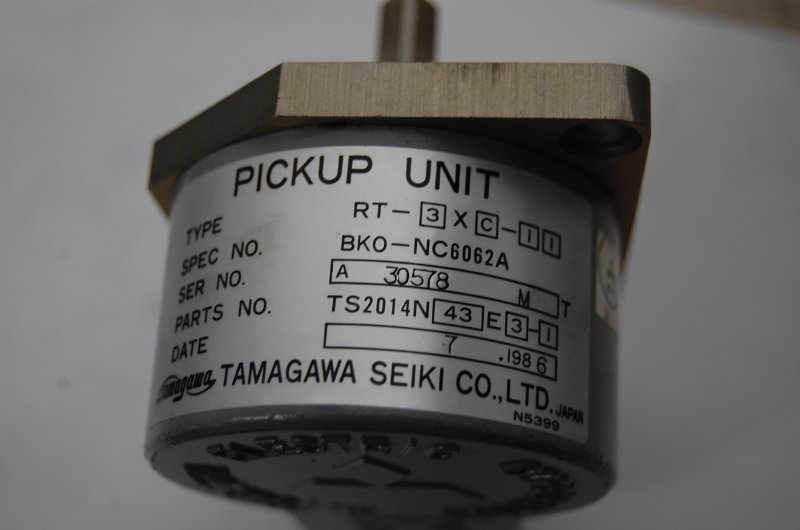 PICKUP UNIT
TYPE RT-3XC-11
SPEC NO. BKO-NC6062A
SER NO. A 30578 M T
PARTS NO. TS2014N43E3-1
DATE 7 .1986
Tamagawa TAMAGAWA SEIKI CO.,LTD. JAPAN
N5399